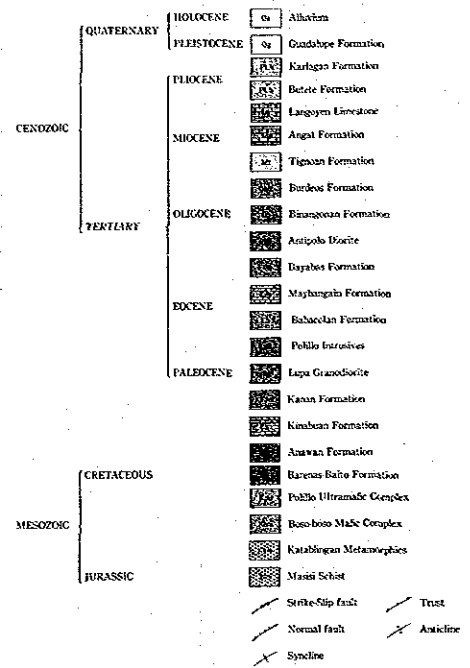 HOLOCENE Qa Alluvium
QUATERNARY
PLEISTOCENE Qg Guadalupe Formation
Karlagan Formation
PLIOCENE
Butete Formation
Langoyen Limestone
CENOZOIC
MIOCENE Angat Formation
Tignoan Formation
Burdeos Formation
OLIGOCENE Binangonan Formation
TERTIARY
Antipolo Diorite
Bayabas Formation
Maybangain Formation
EOCENE
Babacolan Formation
Polillo Intrusives
PALEOCENE Lupa Granodiorite
Kanan Formation
Kinabuan Formation
Anawan Formation
CRETACEOUS Barenas-Baito Formation
Polillo Ultramafic Complex
MESOZOIC Boso-boso Mafic Complex
Katablingan Metamorphics
JURASSIC Masisi Schist
Strike-Slip fault Trust
Normal fault Anticline
Syncline